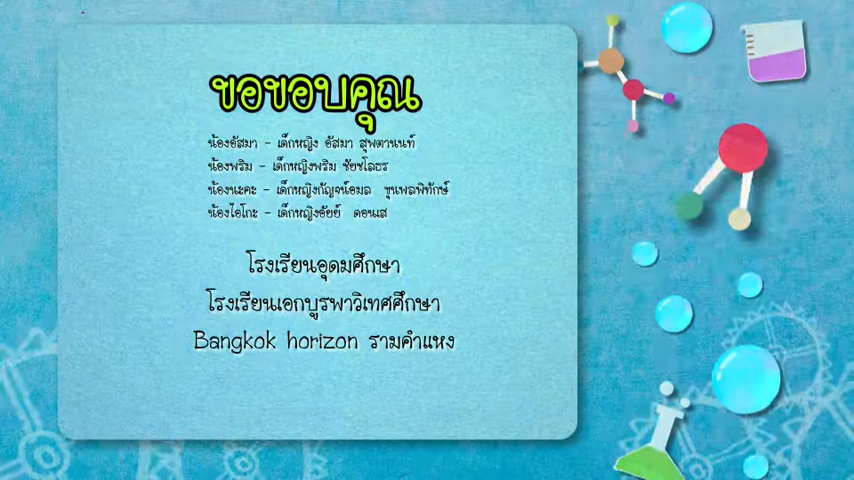 ขอขอบคุณ
น้องอัสมา - เด็กหญิง อัสมา สุพตานนท์
น้องพริม - เด็กหญิงพริม ชัยชโลธร
น้องนะคะ - เด็กหญิงกัญจน์อมล ขุนพลพิทักษ์
น้องไอโกะ - เด็กหญิงอัยย์ ดอนเส
โรงเรียนอุดมศึกษา
โรงเรียนเอกบูรพาวิเทศศึกษา
Bangkok horizon รามคำแหง